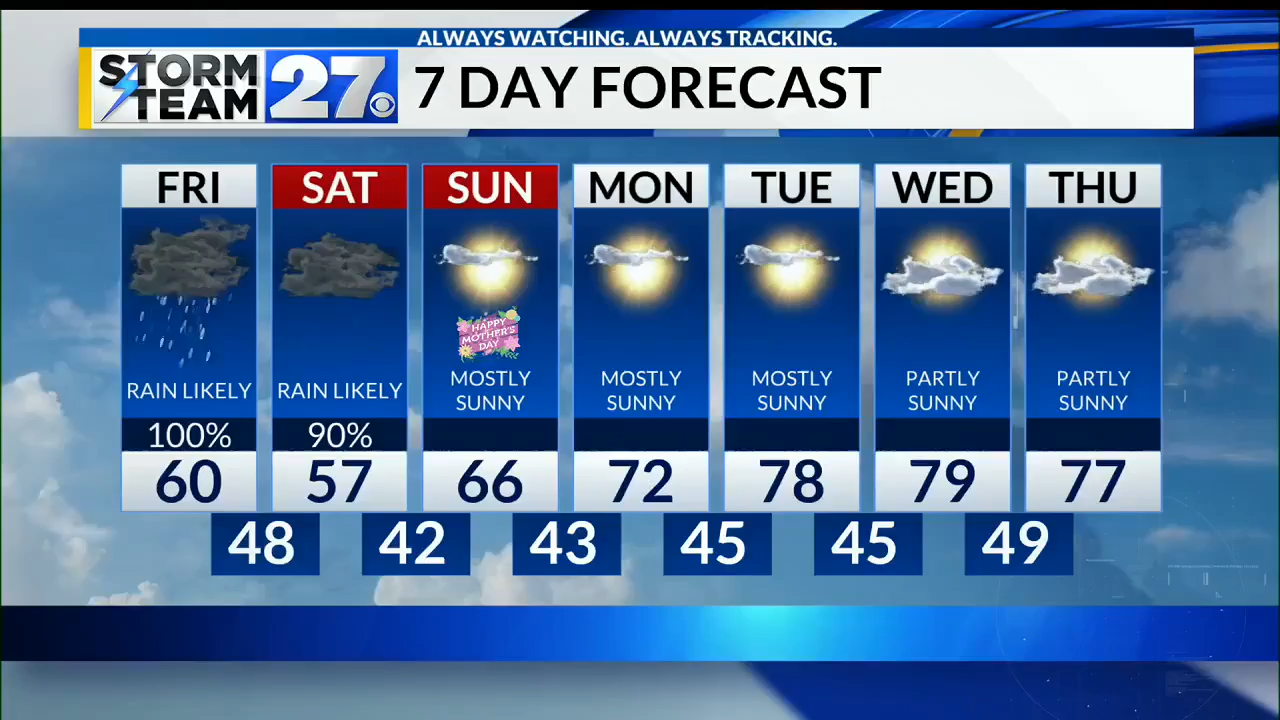 ALWAYS WATCHING. ALWAYS TRACKING.
STORM
TEAM
27
7 DAY FORECAST
FRI SAT SUN MON TUE WED THU
HAPPY
MOTHER'S
DAY
RAIN LIKELY
RAIN LIKELY
MOSTLY
SUNNY
MOSTLY
SUNNY
MOSTLY
SUNNY
PARTLY
SUNNY
PARTLY
SUNNY
100% 90%
60 57 66 72 78 79 77
48 42 43 45 45 49